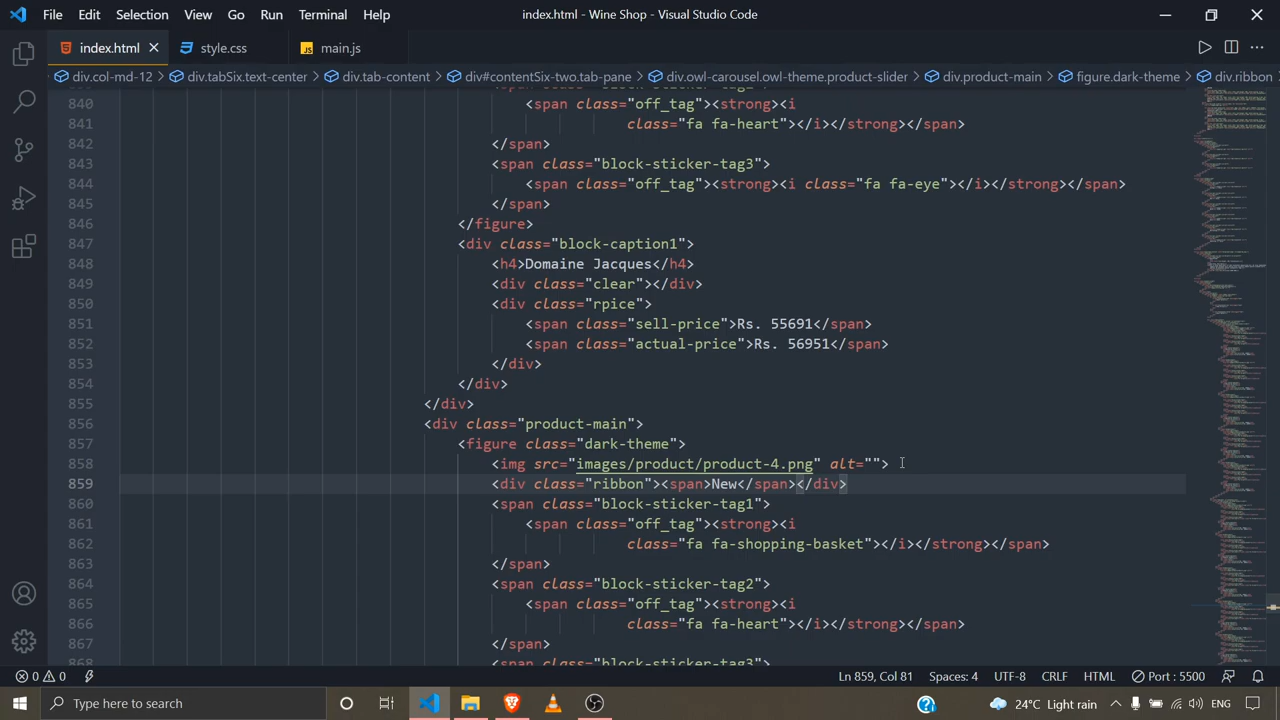 File Edit Selection View Go Run Terminal Help index.html - Wine Shop - Visual Studio Code
index.html style.css main.js
div.col-md-12 div.tabSix.text-center div.tab-content div#contentSix-two.tab-pane div.owl-carousel.owl-theme.product-slider div.product-main figure.dark-theme div.ribbon
840 <span class="off_tag"><strong><i
841 class="fa fa-heart"></i></strong></span>
842 </span>
843 <span class="block-sticker-tag3">
844 <span class="off_tag"><strong><i class="fa fa-eye"></i></strong></span>
845 </span>
846 </figure>
847 <div class="block-caption1">
848 <h4>Domaine Jacques</h4>
849 <div class="clear"></div>
850 <div class="rpice">
851 <span class="sell-price">Rs. 55691</span>
852 <span class="actual-price">Rs. 56931</span>
853 </div>
854 </div>
855 </div>
856 <div class="product-main">
857 <figure class="dark-theme">
858 <img src="images/product/product-4.png" alt="">
859 <div class="ribbon"><span>New</span></div>
860 <span class="block-sticker-tag1">
861 <span class="off_tag"><strong><i
862 class="fa fa-shopping-basket"></i></strong></span>
863 </span>
864 <span class="block-sticker-tag2">
865 <span class="off_tag"><strong><i
866 class="fa fa-heart"></i></strong></span>
867 </span>
868 <span class="block-sticker-tag3">
0 0 Ln 859, Col 81 Spaces: 4 UTF-8 CRLF HTML Port : 5500
Type here to search 24°C Light rain ENG